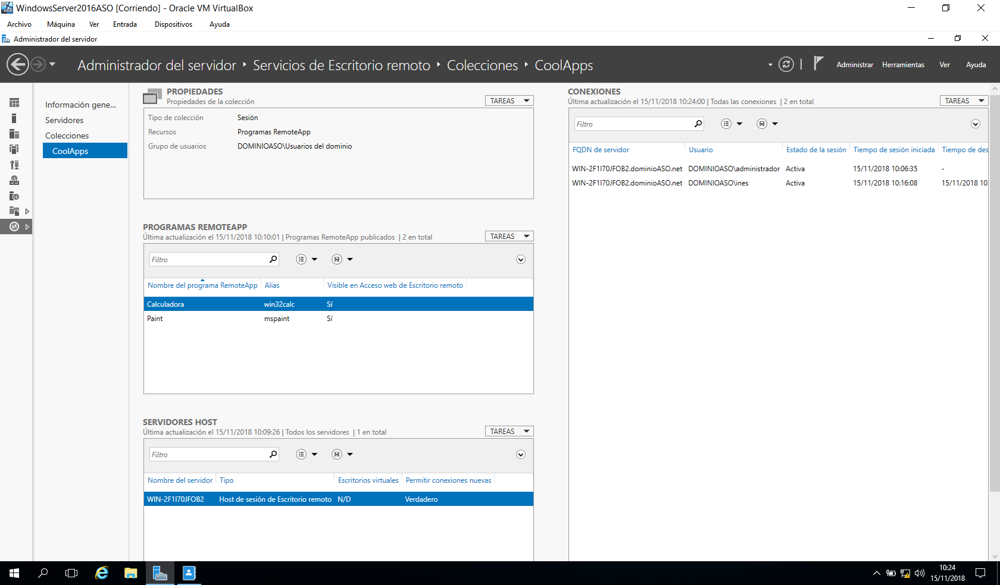 WindowsServer2016ASO [Corriendo] - Oracle VM VirtualBox
Archivo Máquina Ver Entrada Dispositivos Ayuda
Administrador del servidor
Administrador del servidor Servicios de Escritorio remoto Colecciones CoolApps
Administrar Herramientas Ver Ayuda
Información gene...
Servidores
Colecciones
CoolApps
PROPIEDADES
Propiedades de la colección
TAREAS
Tipo de colección Sesión
Recursos Programas RemoteApp
Grupo de usuarios DOMINIOASO\Usuarios del dominio
PROGRAMAS REMOTEAPP
Última actualización el 15/11/2018 10:10:01 | Programas RemoteApp publicados | 2 en total
TAREAS
Filtro
Nombre del programa RemoteApp Alias Visible en Acceso web de Escritorio remoto
Calculadora win32calc Sí
Paint mspaint Sí
SERVIDORES HOST
Última actualización el 15/11/2018 10:09:26 | Todos los servidores | 1 en total
TAREAS
Filtro
Nombre del servidor Tipo Escritorios virtuales Permitir conexiones nuevas
WIN-2F1I70JFOB2 Host de sesión de Escritorio remoto N/D Verdadero
CONEXIONES
Última actualización el 15/11/2018 10:24:00 | Todas las conexiones | 2 en total
TAREAS
Filtro
FQDN de servidor Usuario Estado de la sesión Tiempo de sesión iniciada Tiempo de des
WIN-2F1I70JFOB2.dominioASO.net DOMINIOASO\administrador Activa 15/11/2018 10:06:35 -
WIN-2F1I70JFOB2.dominioASO.net DOMINIOASO\ines Activa 15/11/2018 10:16:08 15/11/2018 10:
10:24
15/11/2018